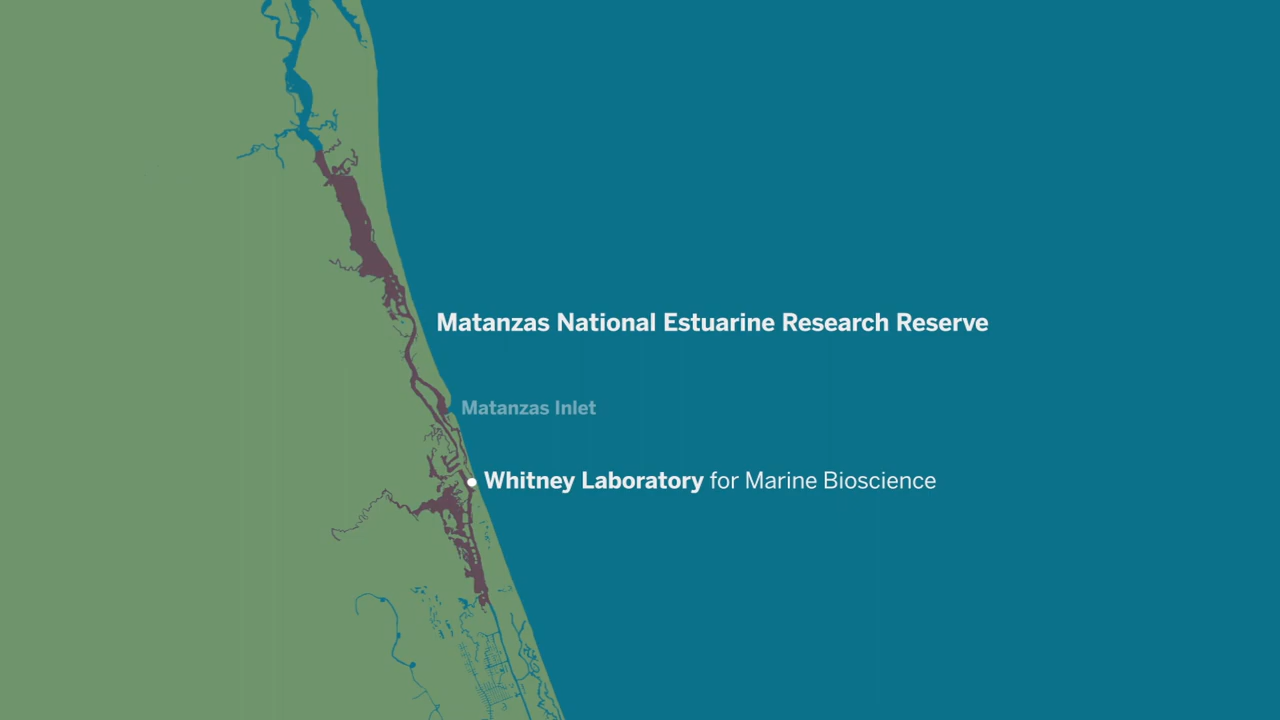 Matanzas National Estuarine Research Reserve
Matanzas Inlet
Whitney Laboratory for Marine Bioscience